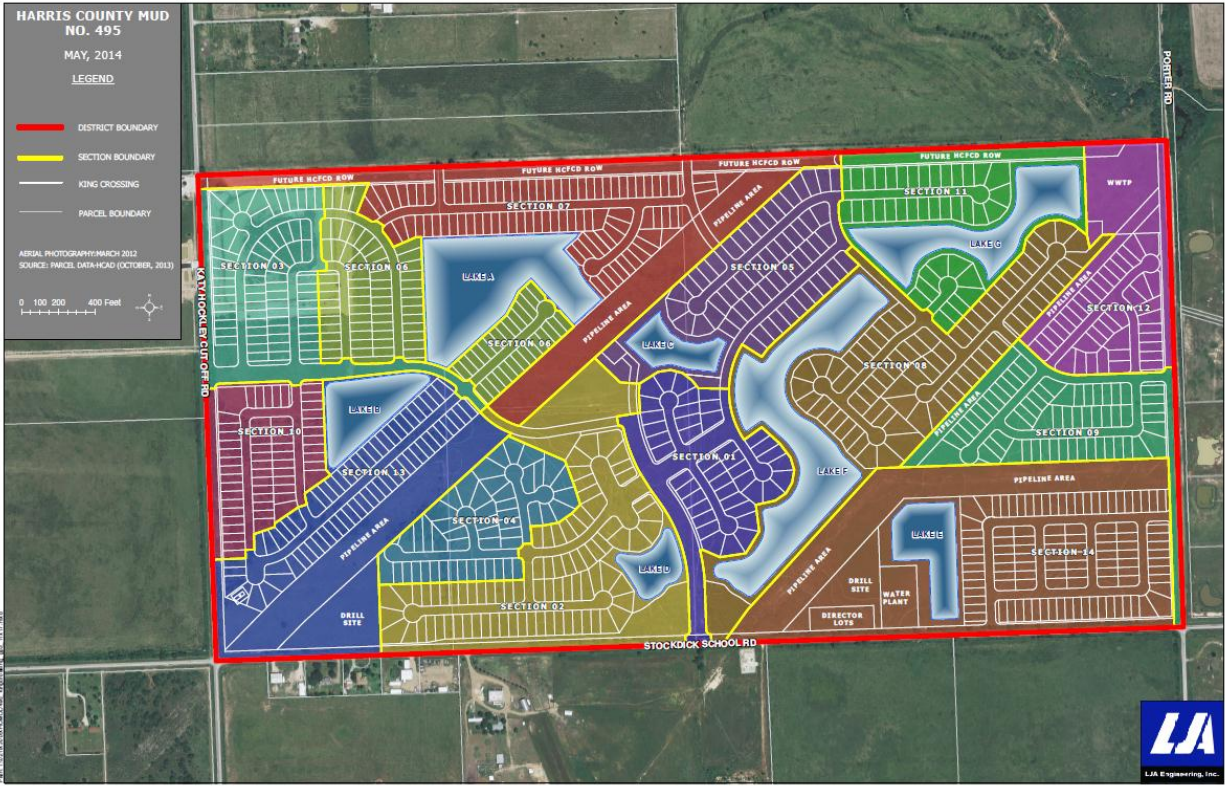 HARRIS COUNTY MUD
NO. 495
MAY, 2014
LEGEND
DISTRICT BOUNDARY
SECTION BOUNDARY
KING CROSSING
PARCEL BOUNDARY
AERIAL PHOTOGRAPHY:MARCH 2012
SOURCE: PARCEL DATA-HCAD (OCTOBER, 2013)
0 100 200 400 Feet
PORTER RD
FUTURE HCFCD ROW
FUTURE HCFCD ROW
FUTURE HCFCD ROW
FUTURE HCFCD ROW
WWTP
SECTION 11
SECTION 07
PIPELINE AREA
LAKE G
SECTION 03
SECTION 06
SECTION 05
LAKE A
KATY HOCKLEY CUT OFF RD
PIPELINE AREA
PIPELINE AREA
SECTION 12
SECTION 06
LAKE C
SECTION 08
LAKE B
PIPELINE AREA
SECTION 10
SECTION 09
SECTION 01
SECTION 13
LAKE F
PIPELINE AREA
SECTION 04
PIPELINE AREA
LAKE E
SECTION 14
LAKE D
PIPELINE AREA
DRILL
SITE
WATER
PLANT
SECTION 02
DRILL
SITE
DIRECTOR
LOTS
STOCKDICK SCHOOL RD
LJA
LJA Engineering, Inc.